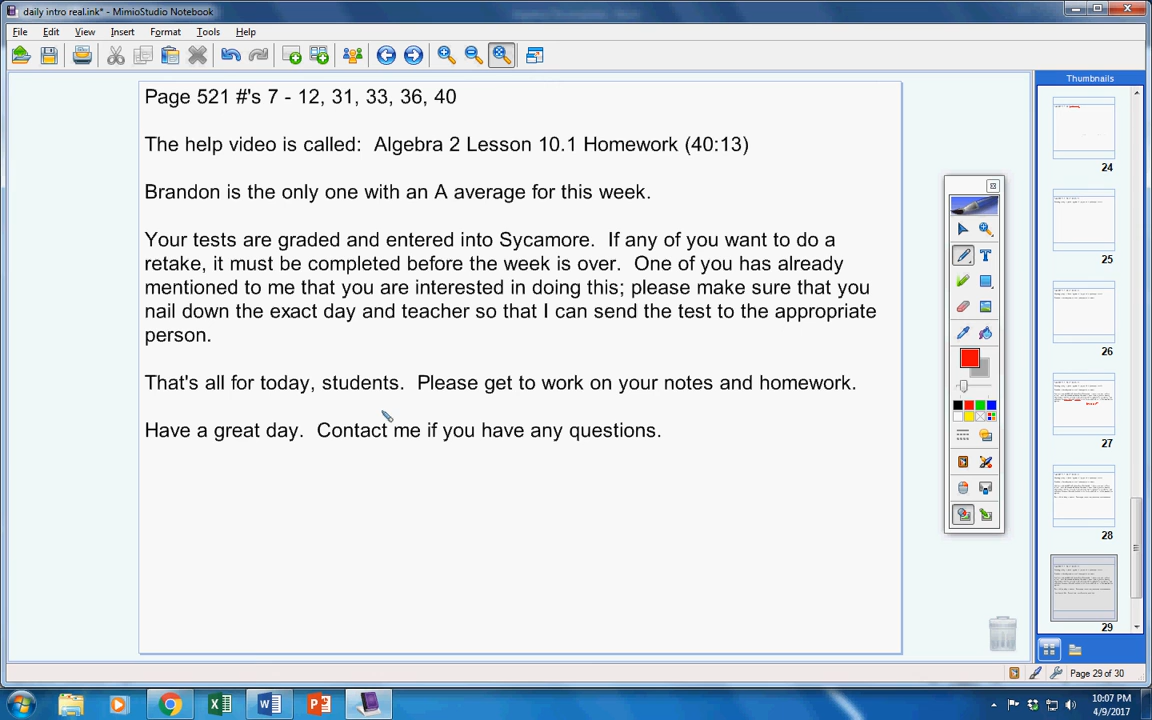 daily intro real.ink* - MimioStudio Notebook
File Edit View Insert Format Tools Help
Thumbnails
Page 521 #'s 7 - 12, 31, 33, 36, 40
The help video is called:  Algebra 2 Lesson 10.1 Homework (40:13)
Brandon is the only one with an A average for this week.
Your tests are graded and entered into Sycamore.  If any of you want to do a
retake, it must be completed before the week is over.  One of you has already
mentioned to me that you are interested in doing this; please make sure that you
nail down the exact day and teacher so that I can send the test to the appropriate
person.
That's all for today, students.  Please get to work on your notes and homework.
Have a great day.  Contact me if you have any questions.
24
25
26
27
28
29
Page 29 of 30
10:07 PM
4/9/2017